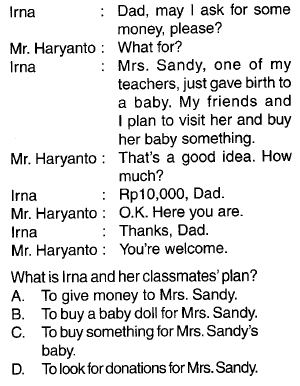 Irna : Dad, may I ask for some
money, please?
Mr. Haryanto : What for?
Irna : Mrs. Sandy, one of my
teachers, just gave birth to
a baby. My friends and
I plan to visit her and buy
her baby something.
Mr. Haryanto : That's a good idea. How
much?
Irna : Rp10,000, Dad.
Mr. Haryanto : O.K. Here you are.
Irna : Thanks, Dad.
Mr. Haryanto : You're welcome.
What is Irna and her classmates' plan?
A. To give money to Mrs. Sandy.
B. To buy a baby doll for Mrs. Sandy.
C. To buy something for Mrs. Sandy's
baby.
D. To look for donations for Mrs. Sandy.